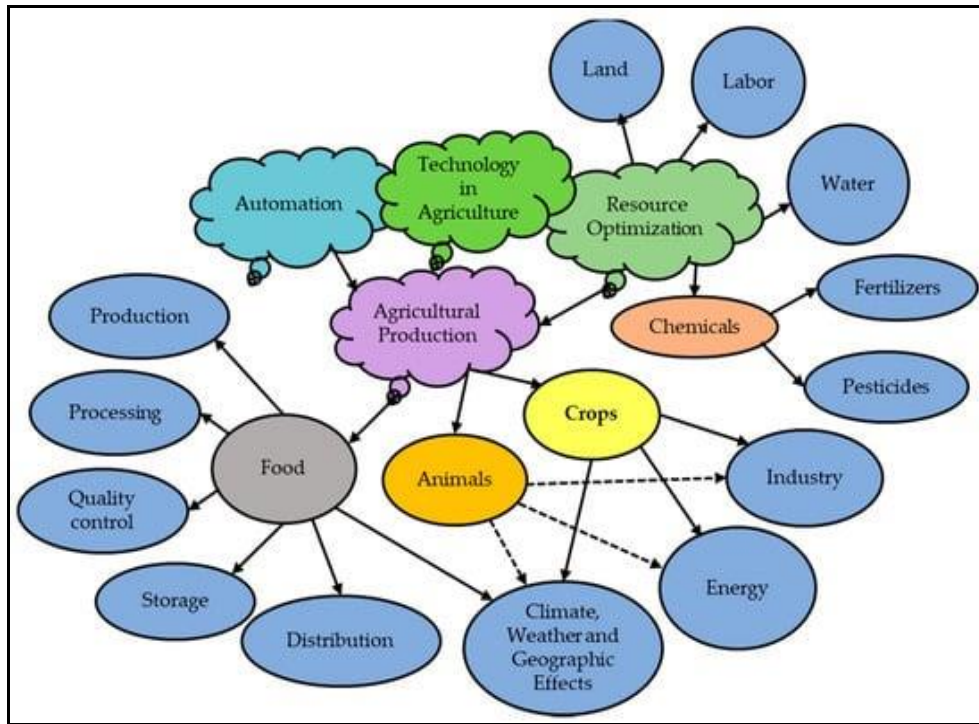 Land
Labor
Technology
in
Agriculture
Automation
Resource
Optimization
Water
Fertilizers
Production
Agricultural
Production
Chemicals
Pesticides
Processing
Crops
Food
Animals
Industry
Quality
control
Storage
Distribution
Climate,
Weather and
Geographic
Effects
Energy